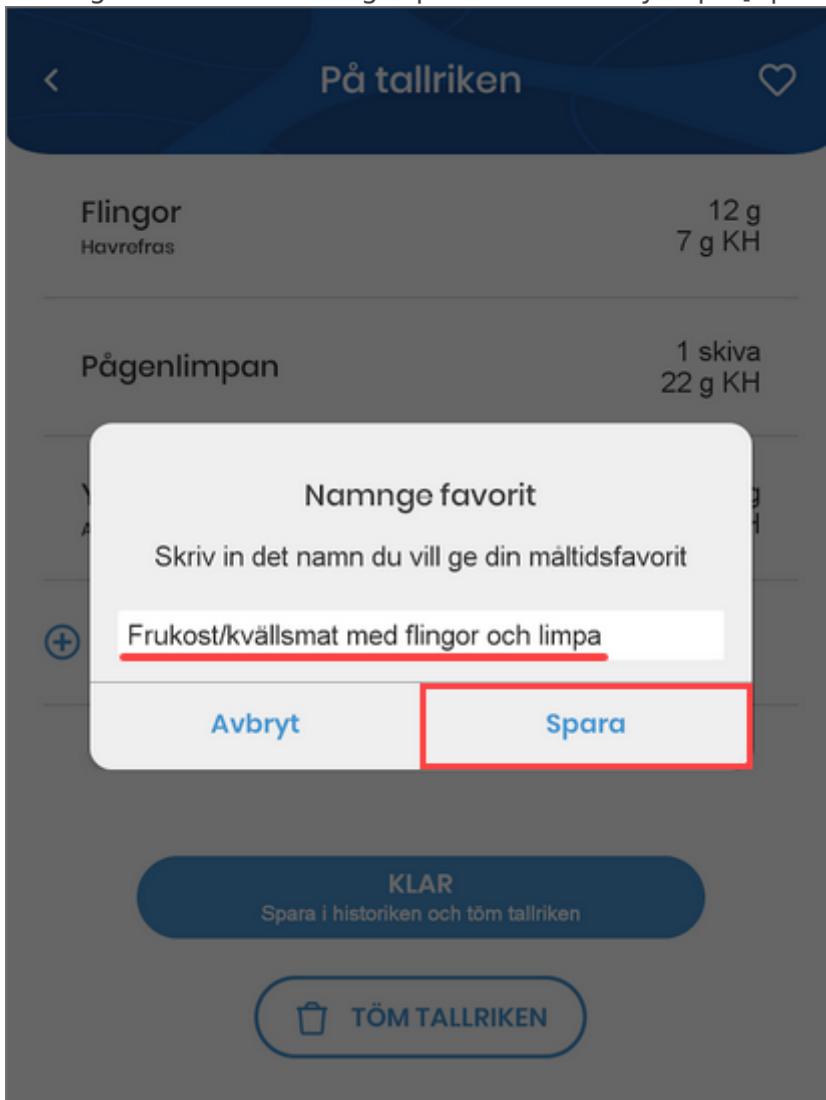 På tallriken
Flingor
12 g
Havrefras
7 g KH
Pågenlimpan
1 skiva
22 g KH
Namnge favorit
Skriv in det namn du vill ge din måltidsfavorit
Frukost/kvällsmat med flingor och limpa
Avbryt
Spara
KLAR
Spara i historiken och töm tallriken
TÖM TALLRIKEN